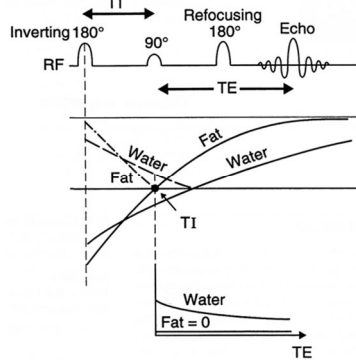 TI
Refocusing
Inverting 180° 90° 180° Echo
RF
TE
Fat
Water Water
Fat
TI
Water
Fat = 0
TE